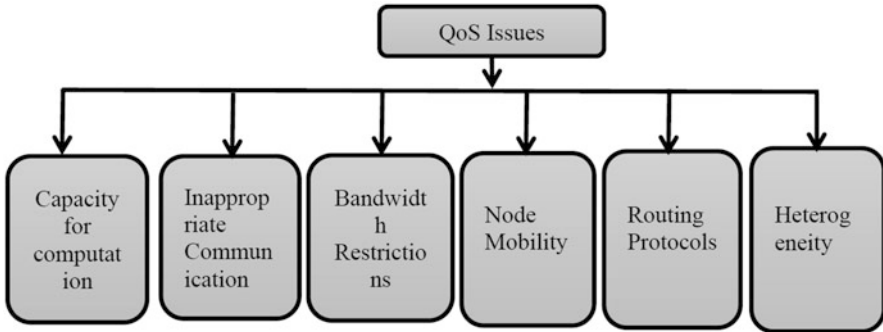 QoS Issues
Capacity
for
computat
ion
Inapprop
riate
Commun
ication
Bandwidt
h
Restrictio
ns
Node
Mobility
Routing
Protocols
Heterog
eneity